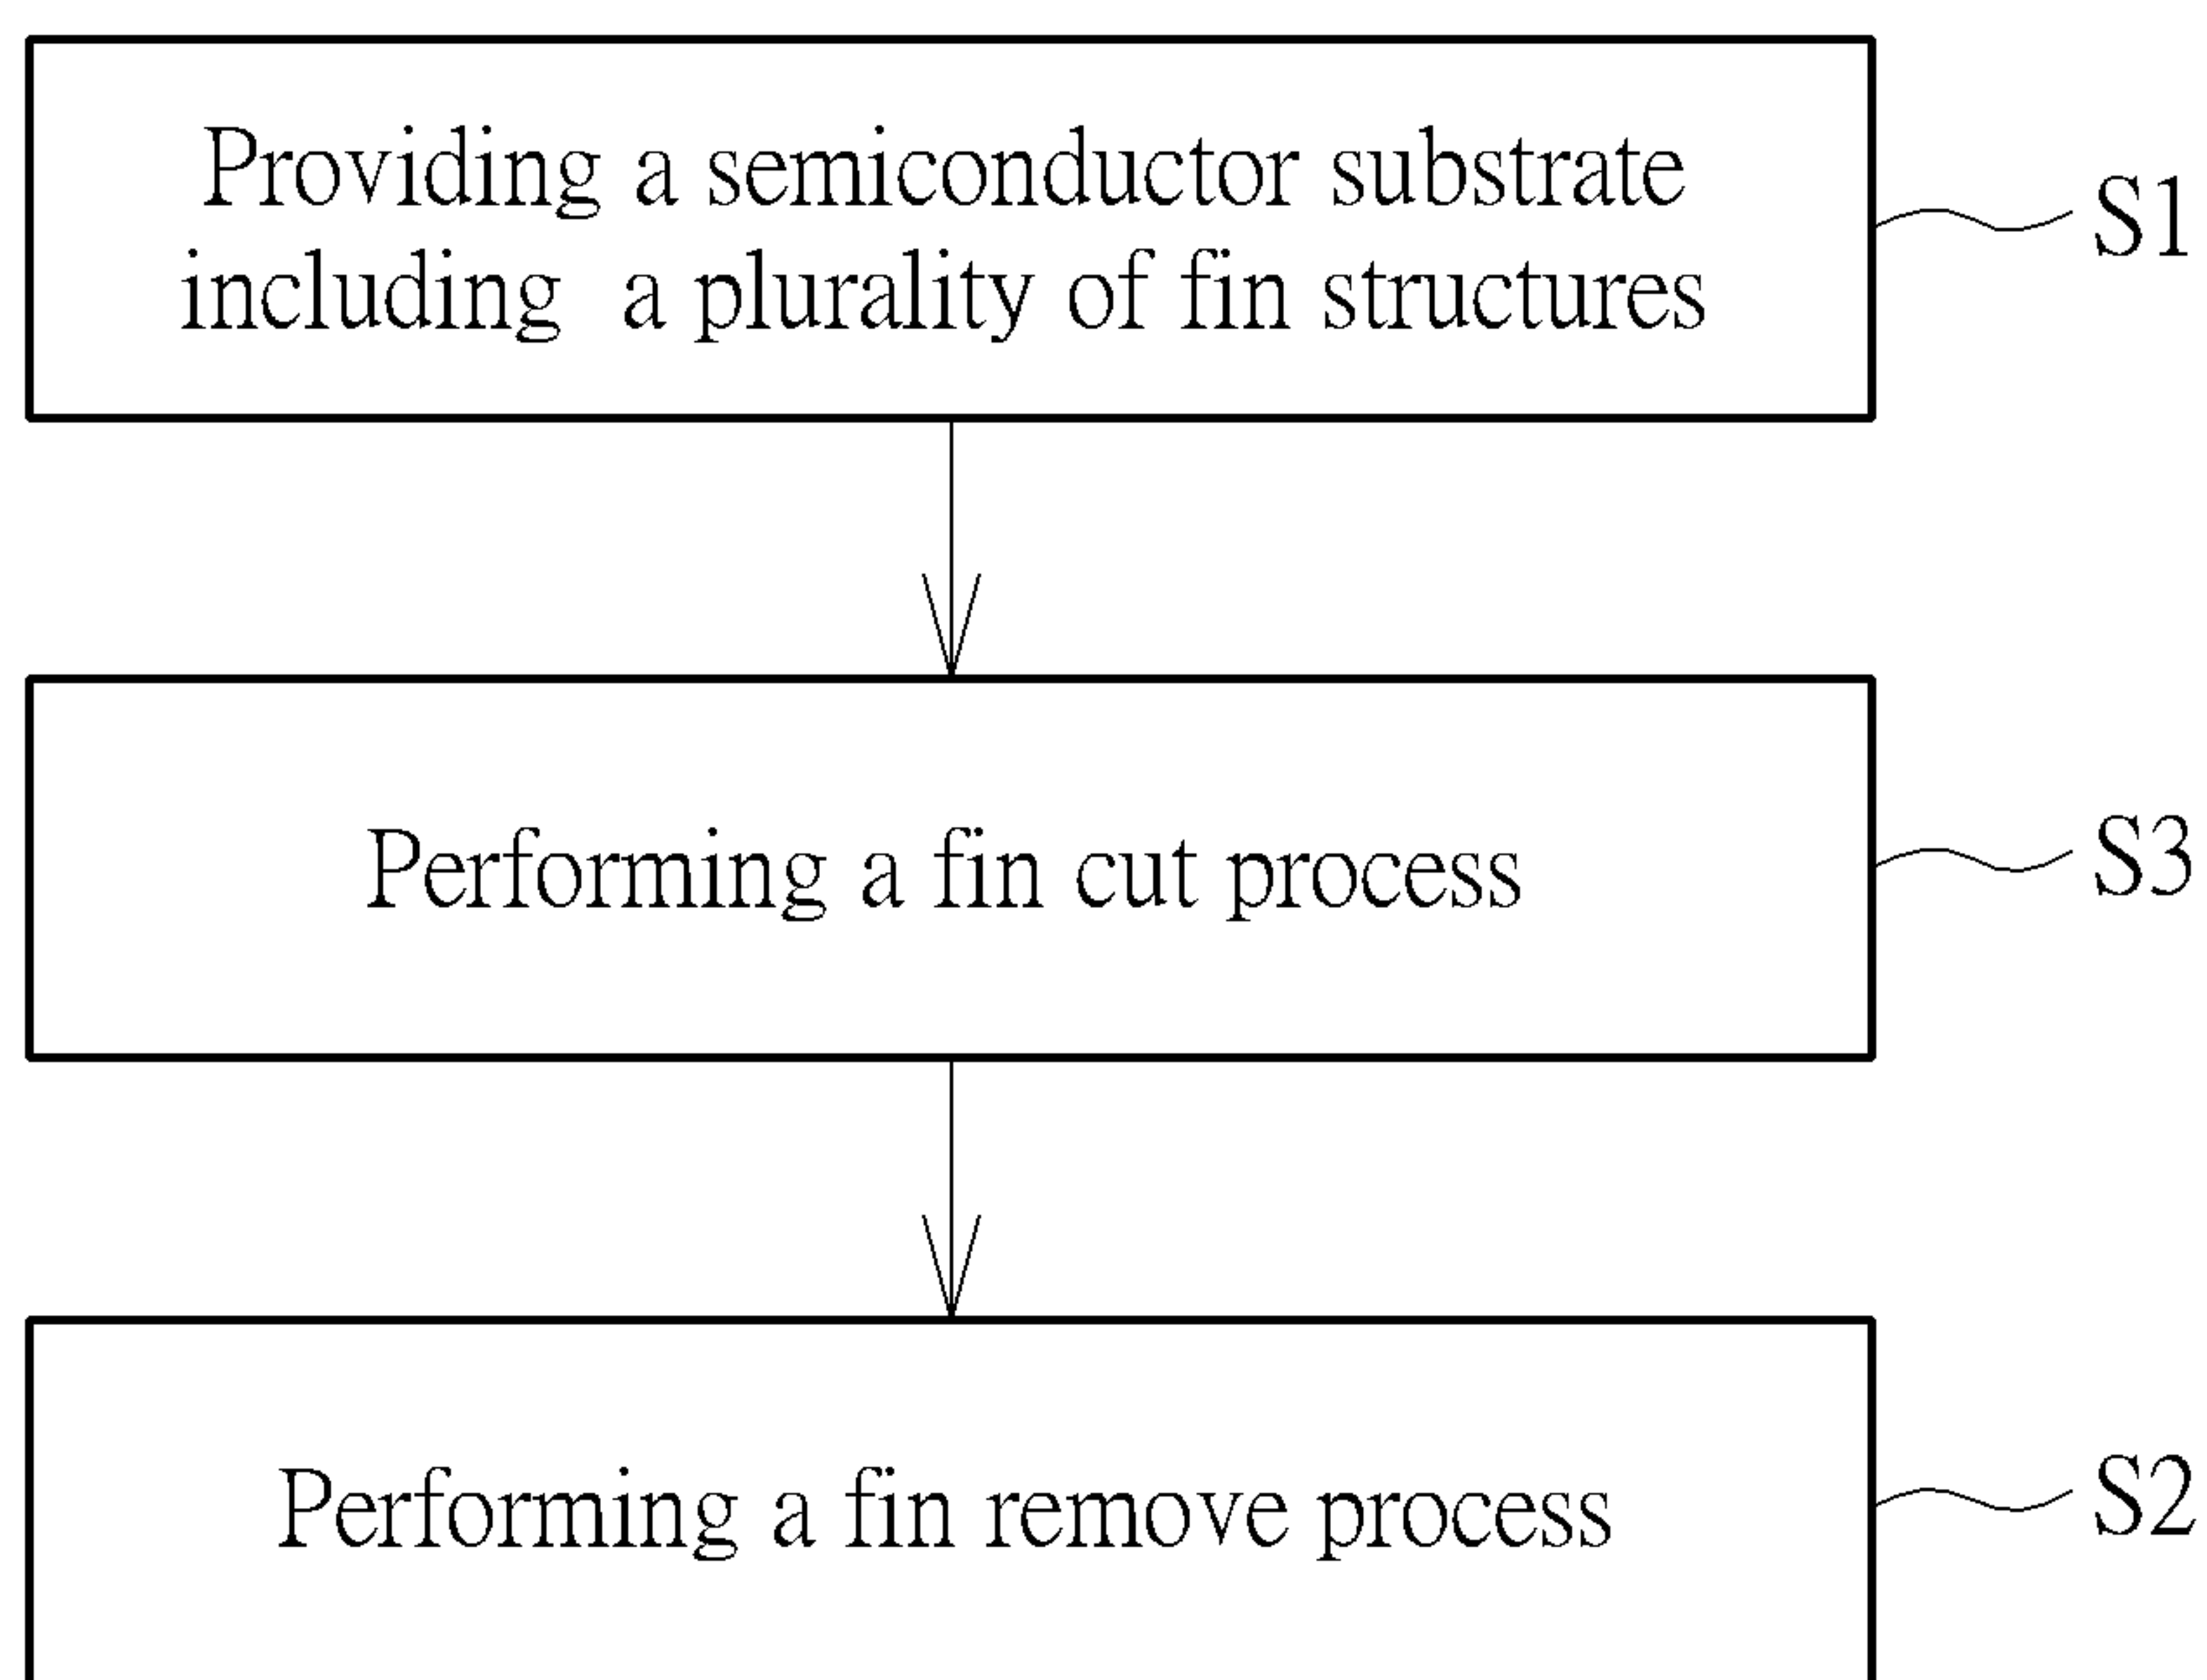 Providing a semiconductor substrate
including a plurality of fin structures
S1
Performing a fin cut process
S3
Performing a fin remove process
S2